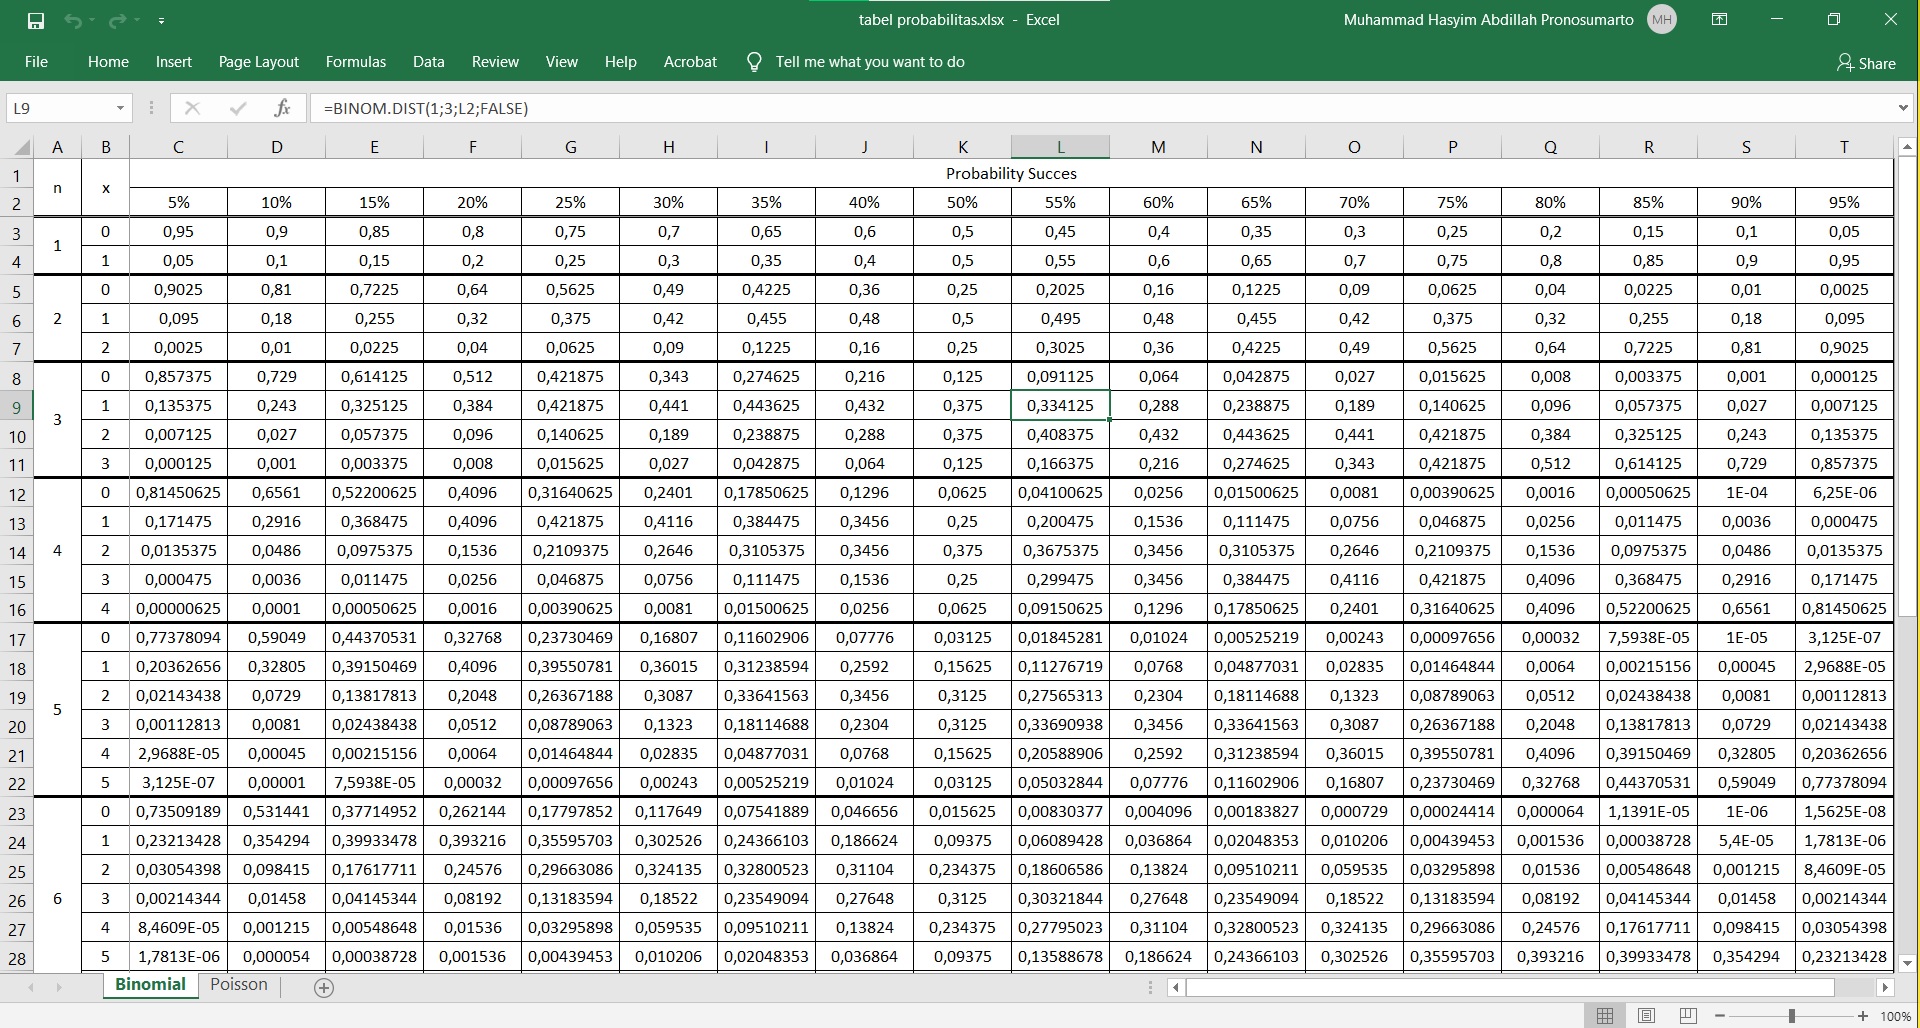 tabel probabilitas.xlsx - Excel
Muhammad Hasyim Abdillah Pronosumarto MH
File Home Insert Page Layout Formulas Data Review View Help Acrobat Tell me what you want to do
Share
L9 fx =BINOM.DIST(1;3;L2;FALSE)
A B C D E F G H I J K L M N O P Q R S T
1 n x Probability Succes
2 5% 10% 15% 20% 25% 30% 35% 40% 50% 55% 60% 65% 70% 75% 80% 85% 90% 95%
3 1 0 0,95 0,9 0,85 0,8 0,75 0,7 0,65 0,6 0,5 0,45 0,4 0,35 0,3 0,25 0,2 0,15 0,1 0,05
4 1 0,05 0,1 0,15 0,2 0,25 0,3 0,35 0,4 0,5 0,55 0,6 0,65 0,7 0,75 0,8 0,85 0,9 0,95
5 0 0,9025 0,81 0,7225 0,64 0,5625 0,49 0,4225 0,36 0,25 0,2025 0,16 0,1225 0,09 0,0625 0,04 0,0225 0,01 0,0025
6 2 1 0,095 0,18 0,255 0,32 0,375 0,42 0,455 0,48 0,5 0,495 0,48 0,455 0,42 0,375 0,32 0,255 0,18 0,095
7 2 0,0025 0,01 0,0225 0,04 0,0625 0,09 0,1225 0,16 0,25 0,3025 0,36 0,4225 0,49 0,5625 0,64 0,7225 0,81 0,9025
8 0 0,857375 0,729 0,614125 0,512 0,421875 0,343 0,274625 0,216 0,125 0,091125 0,064 0,042875 0,027 0,015625 0,008 0,003375 0,001 0,000125
9 3 1 0,135375 0,243 0,325125 0,384 0,421875 0,441 0,443625 0,432 0,375 0,334125 0,288 0,238875 0,189 0,140625 0,096 0,057375 0,027 0,007125
10 2 0,007125 0,027 0,057375 0,096 0,140625 0,189 0,238875 0,288 0,375 0,408375 0,432 0,443625 0,441 0,421875 0,384 0,325125 0,243 0,135375
11 3 0,000125 0,001 0,003375 0,008 0,015625 0,027 0,042875 0,064 0,125 0,166375 0,216 0,274625 0,343 0,421875 0,512 0,614125 0,729 0,857375
12 0 0,81450625 0,6561 0,52200625 0,4096 0,31640625 0,2401 0,17850625 0,1296 0,0625 0,04100625 0,0256 0,01500625 0,0081 0,00390625 0,0016 0,00050625 1E-04 6,25E-06
13 1 0,171475 0,2916 0,368475 0,4096 0,421875 0,4116 0,384475 0,3456 0,25 0,200475 0,1536 0,111475 0,0756 0,046875 0,0256 0,011475 0,0036 0,000475
14 4 2 0,0135375 0,0486 0,0975375 0,1536 0,2109375 0,2646 0,3105375 0,3456 0,375 0,3675375 0,3456 0,3105375 0,2646 0,2109375 0,1536 0,0975375 0,0486 0,0135375
15 3 0,000475 0,0036 0,011475 0,0256 0,046875 0,0756 0,111475 0,1536 0,25 0,299475 0,3456 0,384475 0,4116 0,421875 0,4096 0,368475 0,2916 0,171475
16 4 0,00000625 0,0001 0,00050625 0,0016 0,00390625 0,0081 0,01500625 0,0256 0,0625 0,09150625 0,1296 0,17850625 0,2401 0,31640625 0,4096 0,52200625 0,6561 0,81450625
17 0 0,77378094 0,59049 0,44370531 0,32768 0,23730469 0,16807 0,11602906 0,07776 0,03125 0,01845281 0,01024 0,00525219 0,00243 0,00097656 0,00032 7,5938E-05 1E-05 3,125E-07
18 1 0,20362656 0,32805 0,39150469 0,4096 0,39550781 0,36015 0,31238594 0,2592 0,15625 0,11276719 0,0768 0,04877031 0,02835 0,01464844 0,0064 0,00215156 0,00045 2,9688E-05
19 2 0,02143438 0,0729 0,13817813 0,2048 0,26367188 0,3087 0,33641563 0,3456 0,3125 0,27565313 0,2304 0,18114688 0,1323 0,08789063 0,0512 0,02438438 0,0081 0,00112813
20 5 3 0,00112813 0,0081 0,02438438 0,0512 0,08789063 0,1323 0,18114688 0,2304 0,3125 0,33690938 0,3456 0,33641563 0,3087 0,26367188 0,2048 0,13817813 0,0729 0,02143438
21 4 2,9688E-05 0,00045 0,00215156 0,0064 0,01464844 0,02835 0,04877031 0,0768 0,15625 0,20588906 0,2592 0,31238594 0,36015 0,39550781 0,4096 0,39150469 0,32805 0,20362656
22 5 3,125E-07 0,00001 7,5938E-05 0,00032 0,00097656 0,00243 0,00525219 0,01024 0,03125 0,05032844 0,07776 0,11602906 0,16807 0,23730469 0,32768 0,44370531 0,59049 0,77378094
23 0 0,73509189 0,531441 0,37714952 0,262144 0,17797852 0,117649 0,07541889 0,046656 0,015625 0,00830377 0,004096 0,00183827 0,000729 0,00024414 0,000064 1,1391E-05 1E-06 1,5625E-08
24 1 0,23213428 0,354294 0,39933478 0,393216 0,35595703 0,302526 0,24366103 0,186624 0,09375 0,06089428 0,036864 0,02048353 0,010206 0,00439453 0,001536 0,00038728 5,4E-05 1,7813E-06
25 2 0,03054398 0,098415 0,17617711 0,24576 0,29663086 0,324135 0,32800523 0,31104 0,234375 0,18606586 0,13824 0,09510211 0,059535 0,03295898 0,01536 0,00548648 0,001215 8,4609E-05
26 6 3 0,00214344 0,01458 0,04145344 0,08192 0,13183594 0,18522 0,23549094 0,27648 0,3125 0,30321844 0,27648 0,23549094 0,18522 0,13183594 0,08192 0,04145344 0,01458 0,00214344
27 4 8,4609E-05 0,001215 0,00548648 0,01536 0,03295898 0,059535 0,09510211 0,13824 0,234375 0,27795023 0,31104 0,32800523 0,324135 0,29663086 0,24576 0,17617711 0,098415 0,03054398
28 5 1,7813E-06 0,000054 0,00038728 0,001536 0,00439453 0,010206 0,02048353 0,036864 0,09375 0,13588678 0,186624 0,24366103 0,302526 0,35595703 0,393216 0,39933478 0,354294 0,23213428
Binomial Poisson
100%